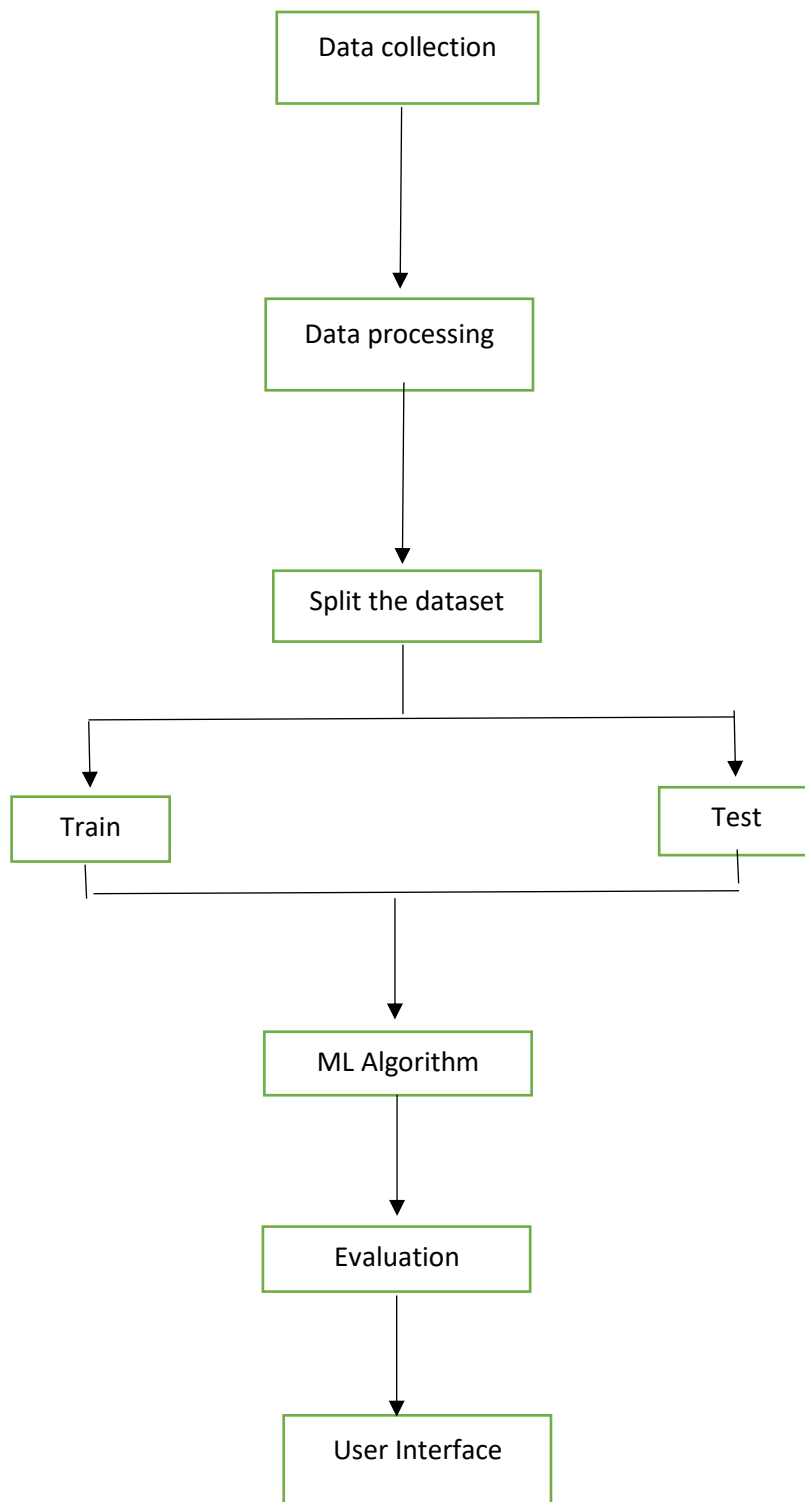 Data collection
Data processing
Split the dataset
Train
Test
ML Algorithm
Evaluation
User Interface